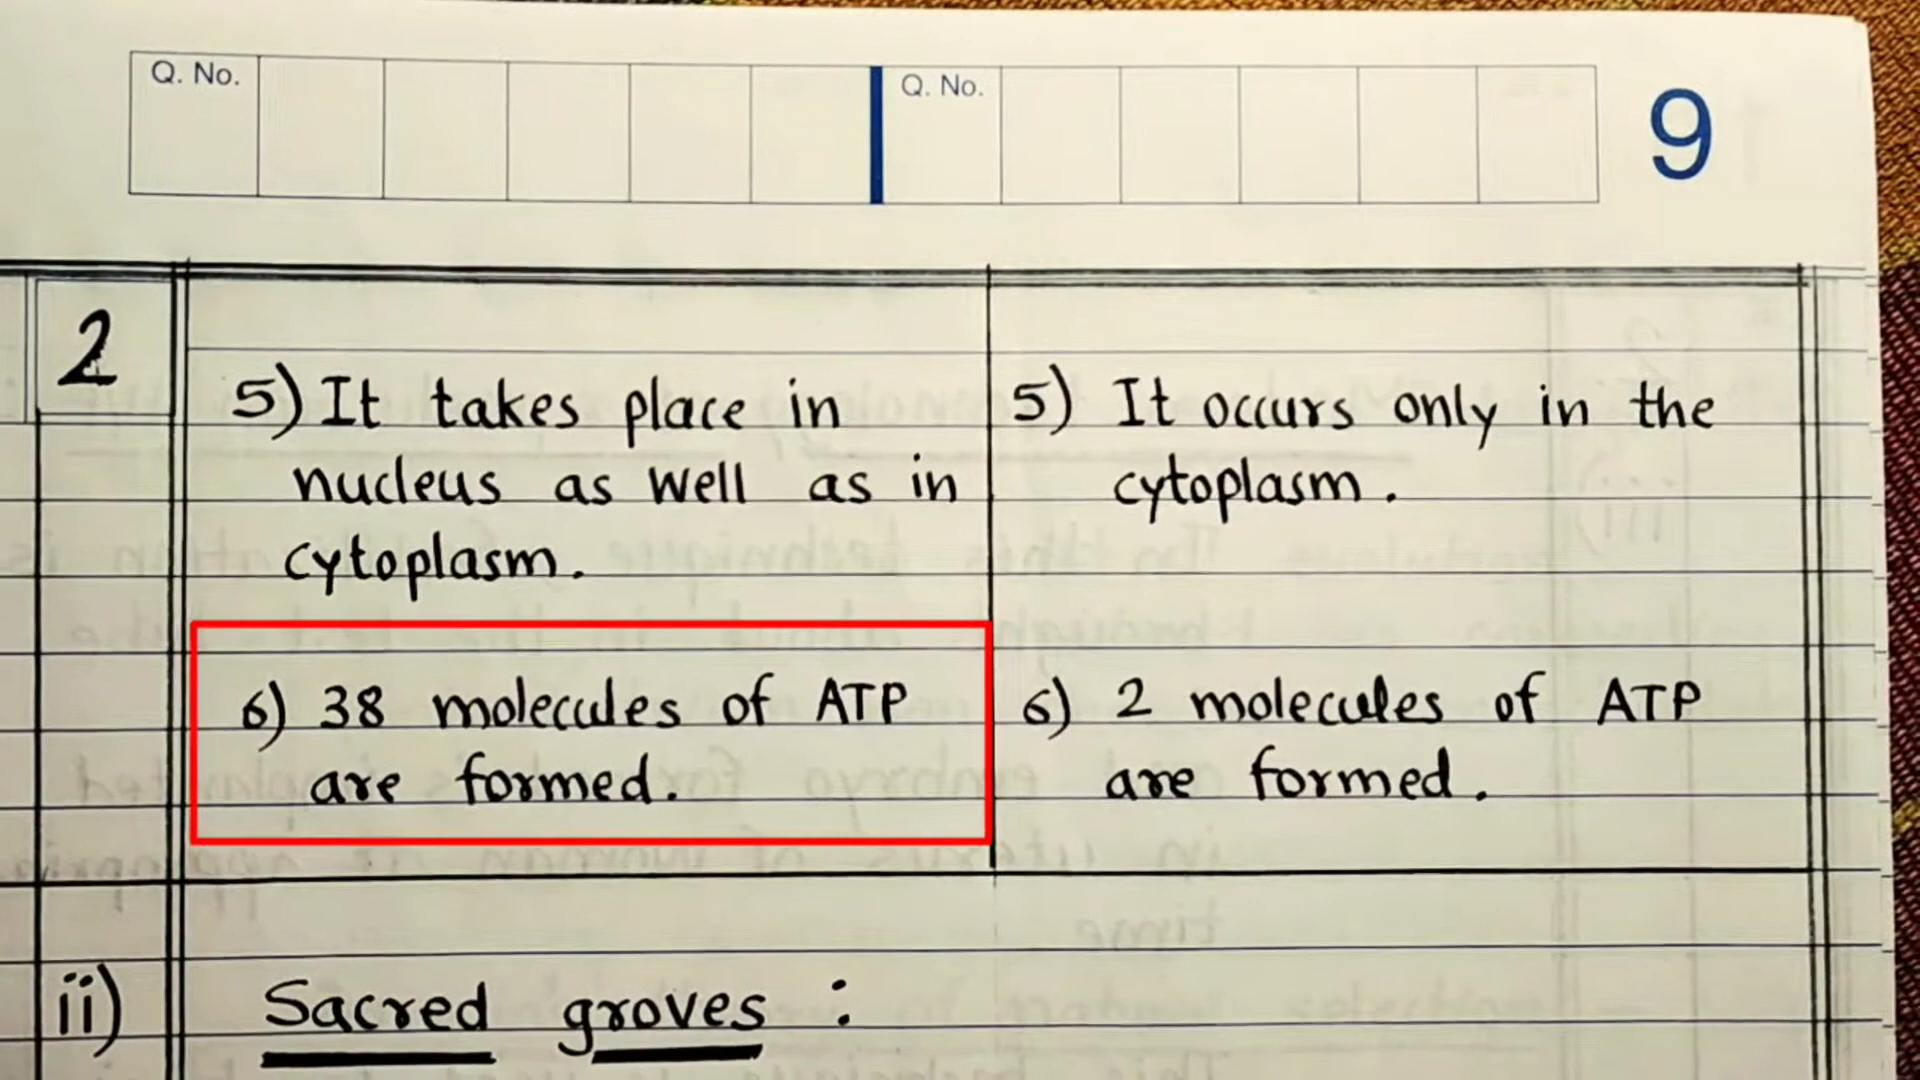 Q. No.
Q. No.
9
2
5) It takes place in
nucleus as well as in
cytoplasm.
6) 38 molecules of ATP
are formed.
5) It occurs only in the
cytoplasm.
6) 2 molecules of ATP
are formed.
ii) Sacred groves :